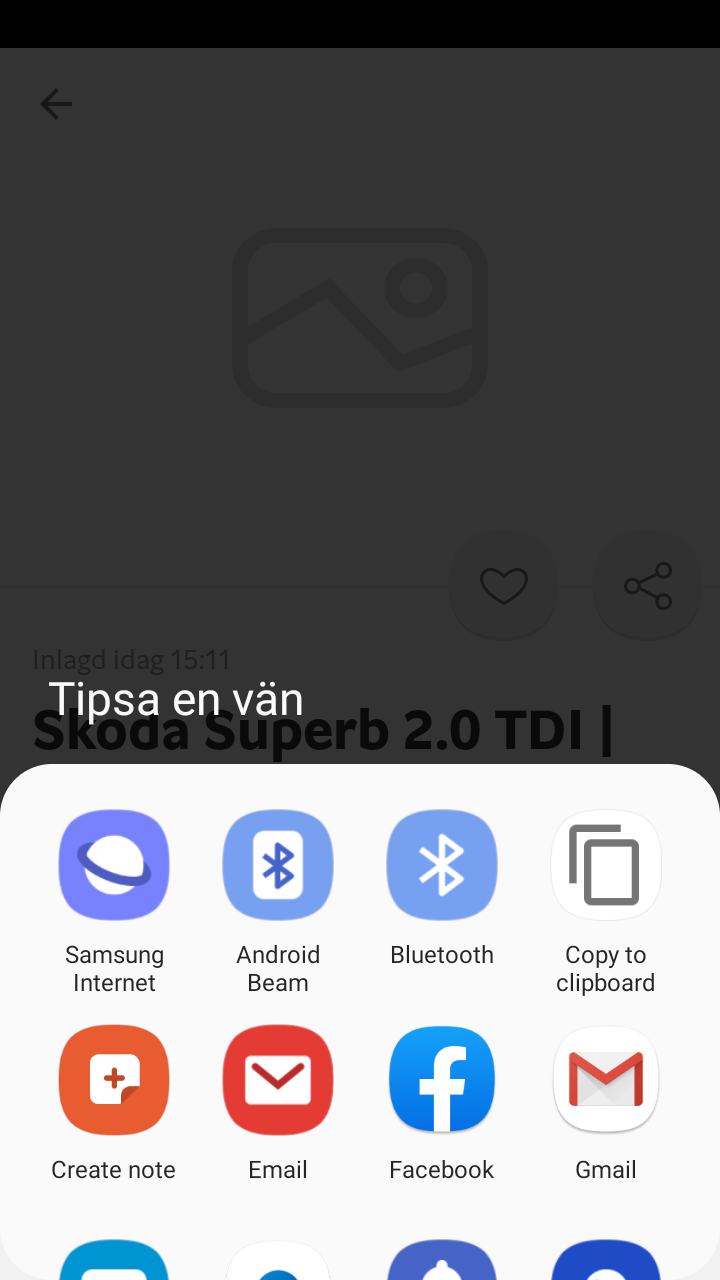 Inlagd idag 15:11
Tipsa en vän
Skoda Superb 2.0 TDI |
Samsung
Internet
Android
Beam
Bluetooth
Copy to
clipboard
Create note
Email
Facebook
Gmail